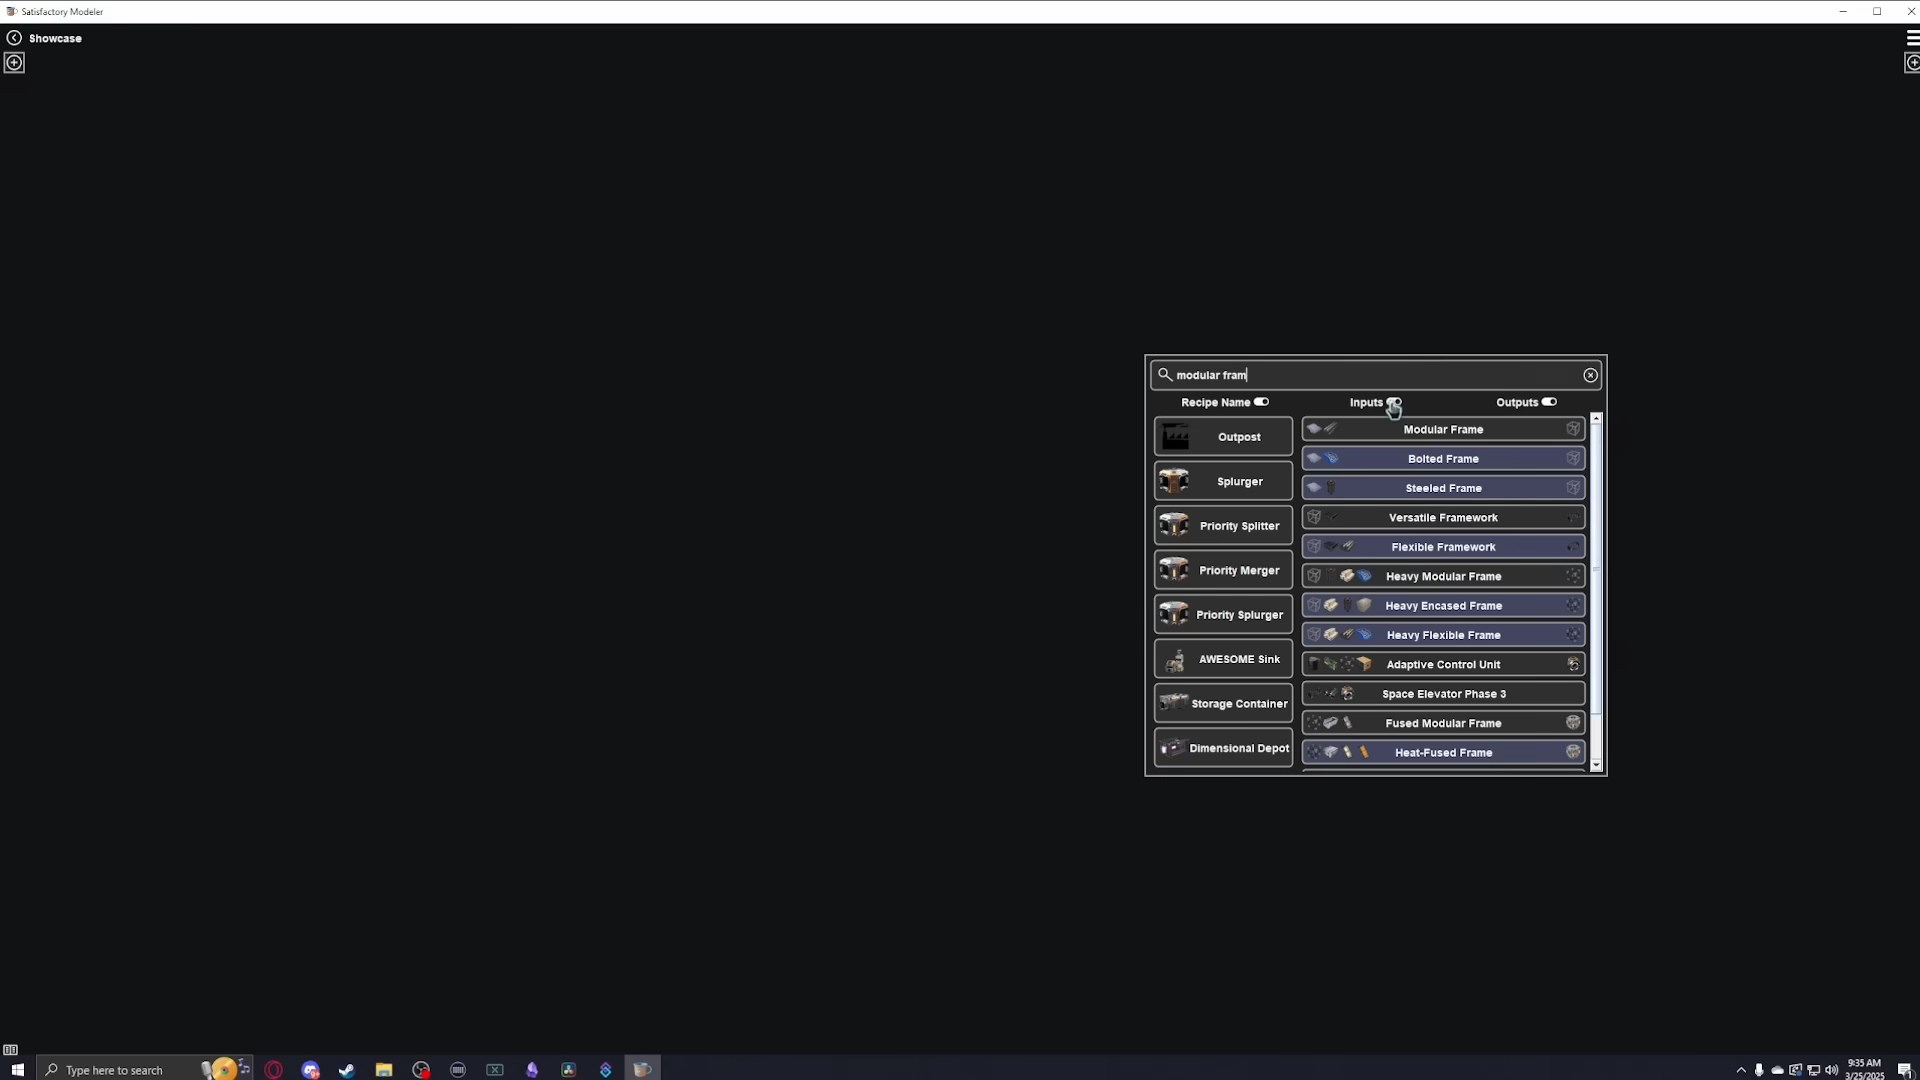 Satisfactory Modeler
Showcase
modular fram
Recipe Name
Inputs
Outputs
Outpost
Splurger
Priority Splitter
Priority Merger
Priority Splurger
AWESOME Sink
Storage Container
Dimensional Depot
Modular Frame
Bolted Frame
Steeled Frame
Versatile Framework
Flexible Framework
Heavy Modular Frame
Heavy Encased Frame
Heavy Flexible Frame
Adaptive Control Unit
Space Elevator Phase 3
Fused Modular Frame
Heat-Fused Frame
Type here to search
9:35 AM
3/25/2025